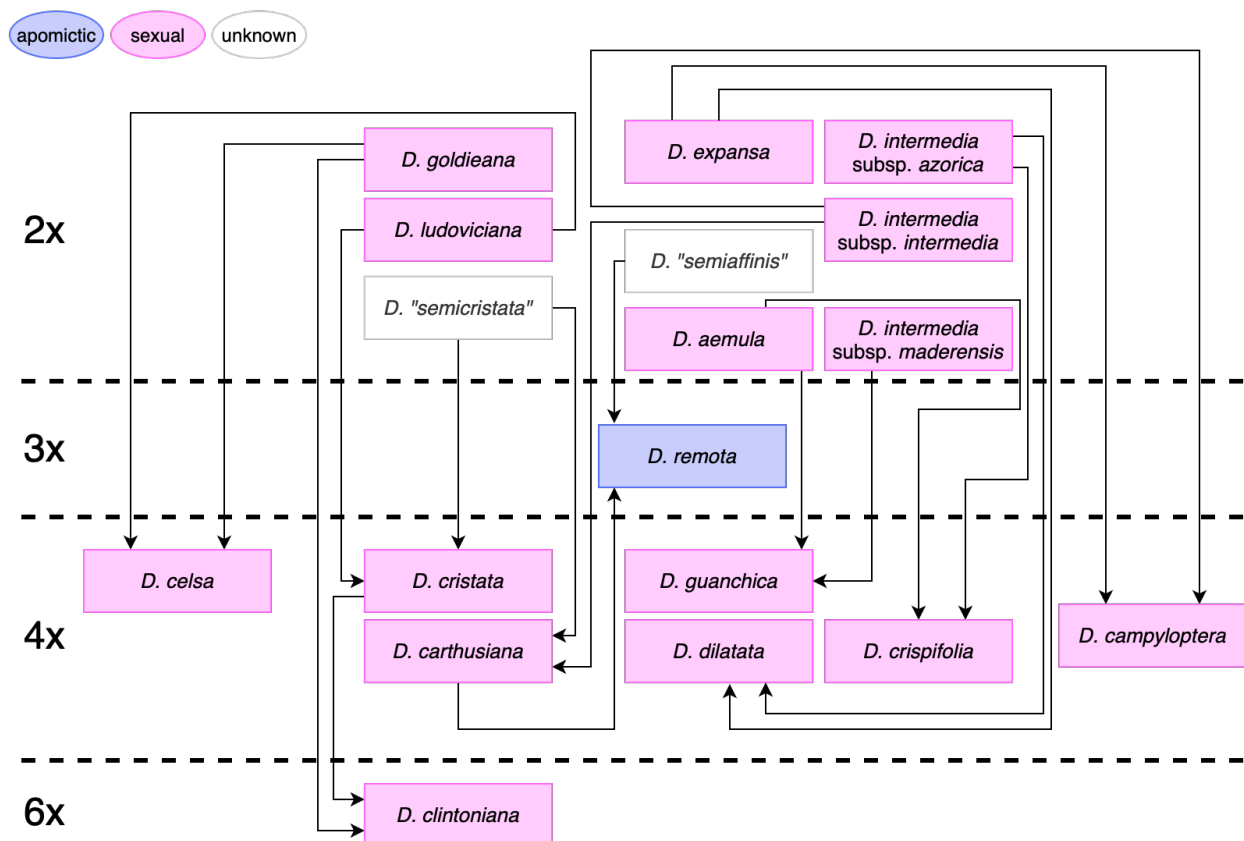 apomictic
sexual
unknown
2x
D. goldieana
D. ludoviciana
D. "semicristata"
D. expansa
D. intermedia
subsp. azorica
D. intermedia
subsp. intermedia
D. "semiaffinis"
D. aemula
D. intermedia
subsp. maderensis
3x
D. remota
4x
D. celsa
D. cristata
D. guanchica
D. carthusiana
D. dilatata
D. crispifolia
D. campyloptera
6x
D. clintoniana